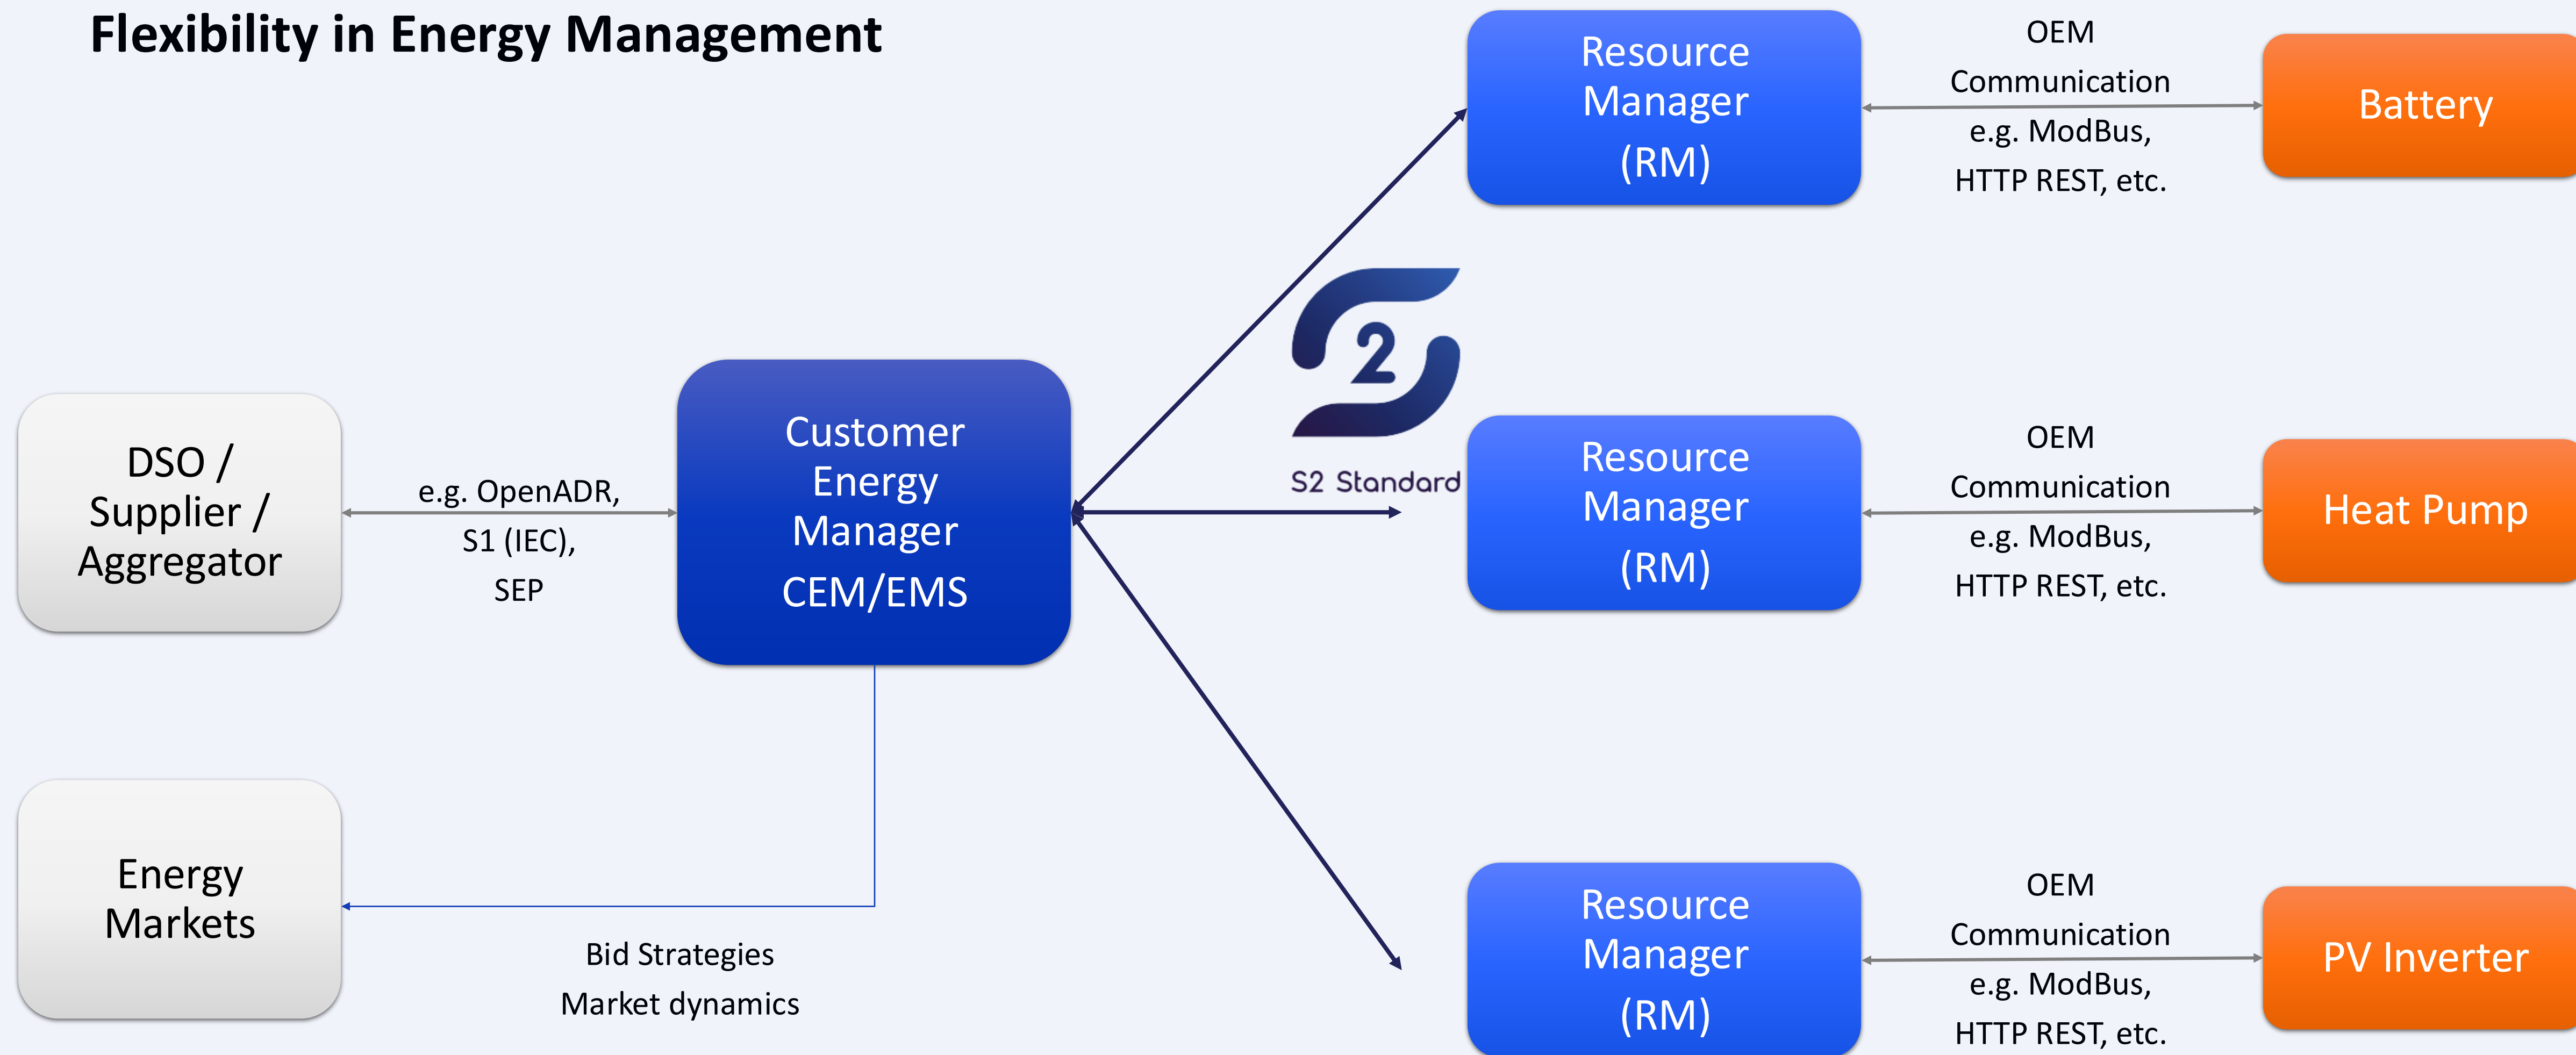 Flexibility in Energy Management
Resource
Manager
(RM)
OEM
Communication
e.g. ModBus,
HTTP REST, etc.
Battery
2
S2 Standard
DSO /
Supplier /
Aggregator
e.g. OpenADR,
S1 (IEC),
SEP
Customer
Energy
Manager
CEM/EMS
Resource
Manager
(RM)
OEM
Communication
e.g. ModBus,
HTTP REST, etc.
Heat Pump
Energy
Markets
Bid Strategies
Market dynamics
Resource
Manager
(RM)
OEM
Communication
e.g. ModBus,
HTTP REST, etc.
PV Inverter